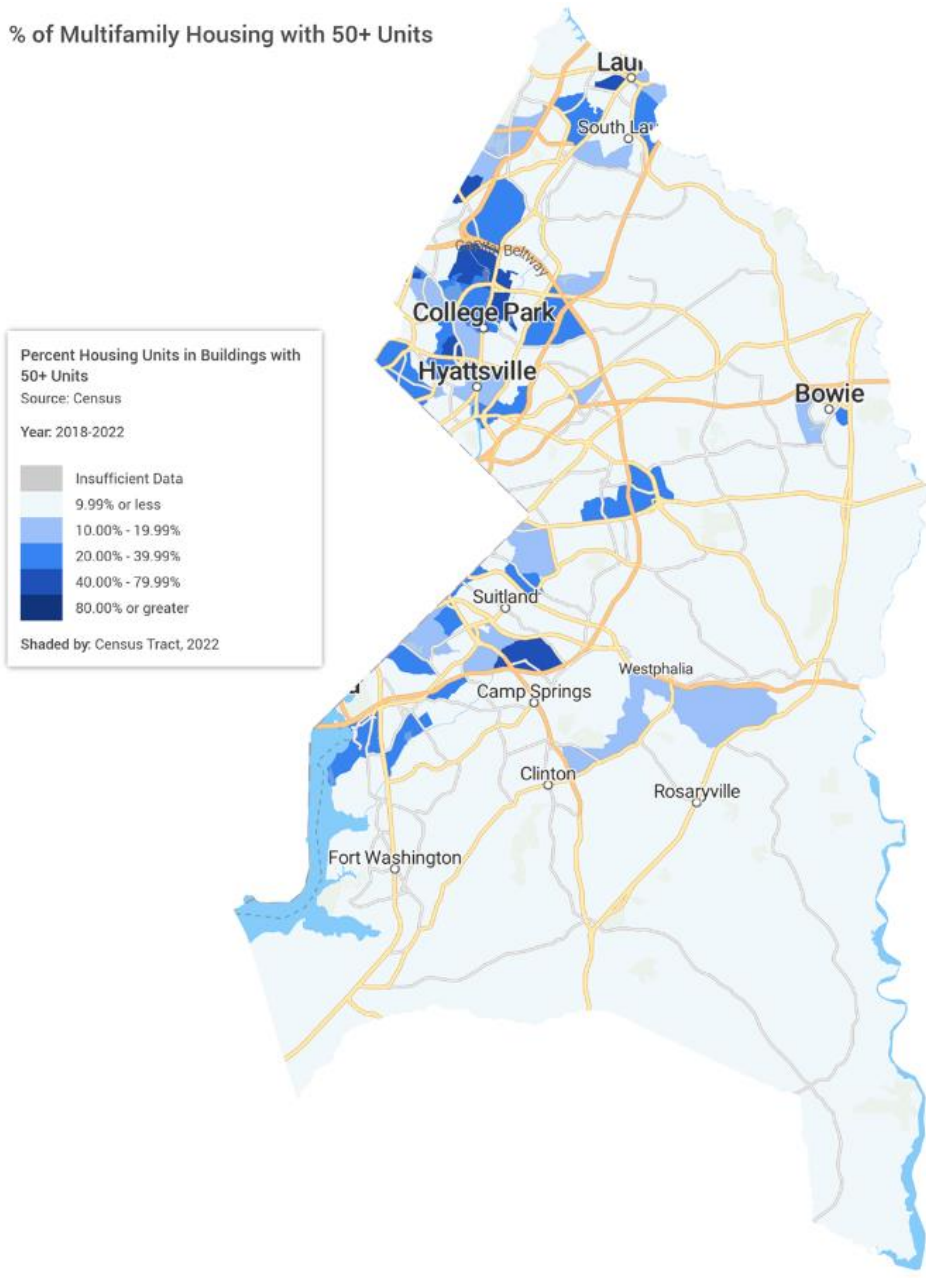 % of Multifamily Housing with 50+ Units
Laur
South Lau
Capital Beltway
College Park
Percent Housing Units in Buildings with
50+ Units
Source: Census
Year: 2018-2022
Insufficient Data
9.99% or less
10.00% - 19.99%
20.00% - 39.99%
40.00% - 79.99%
80.00% or greater
Shaded by: Census Tract, 2022
Hyattsville
Bowie
Suitland
Westphalia
Camp Springs
Clinton
Rosaryville
Fort Washington